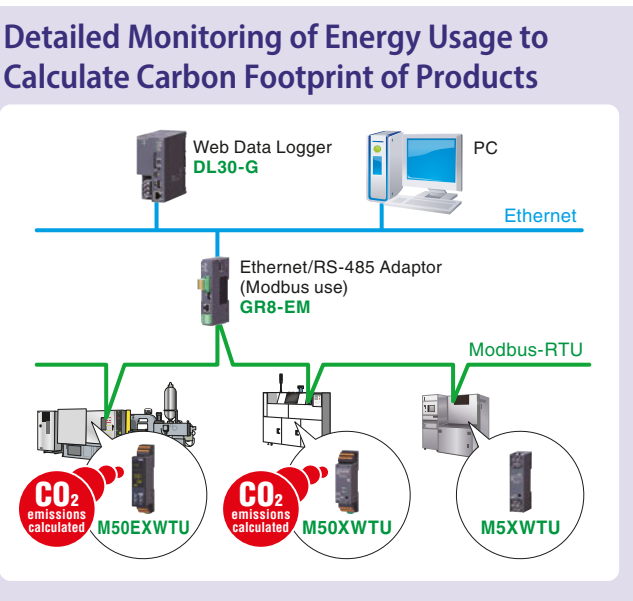 Detailed Monitoring of Energy Usage to
Calculate Carbon Footprint of Products
Web Data Logger
DL30-G
PC
Ethernet
Ethernet/RS-485 Adaptor
(Modbus use)
GR8-EM
Modbus-RTU
CO2
emissions
calculated
M50EXWTU
CO2
emissions
calculated
M50XWTU
M5XWTU